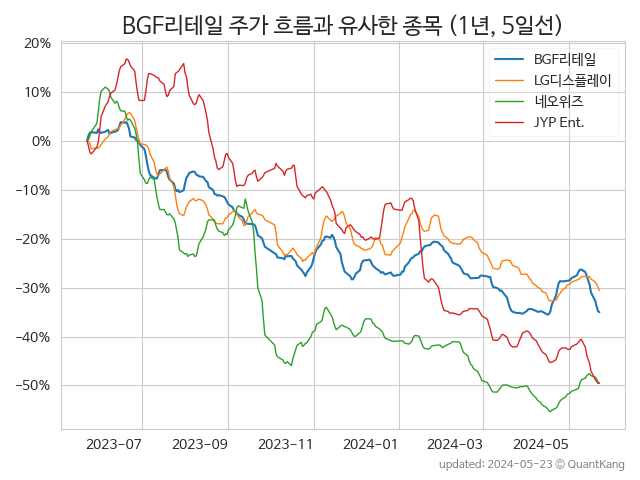 BGF리테일 주가 흐름과 유사한 종목 (1년, 5일선)
20%
10%
0%
−10%
−20%
−30%
−40%
−50%
BGF리테일
LG디스플레이
네오위즈
JYP Ent.
2023-07
2023-09
2023-11
2024-01
2024-03
2024-05
updated: 2024-05-23 © QuantKang